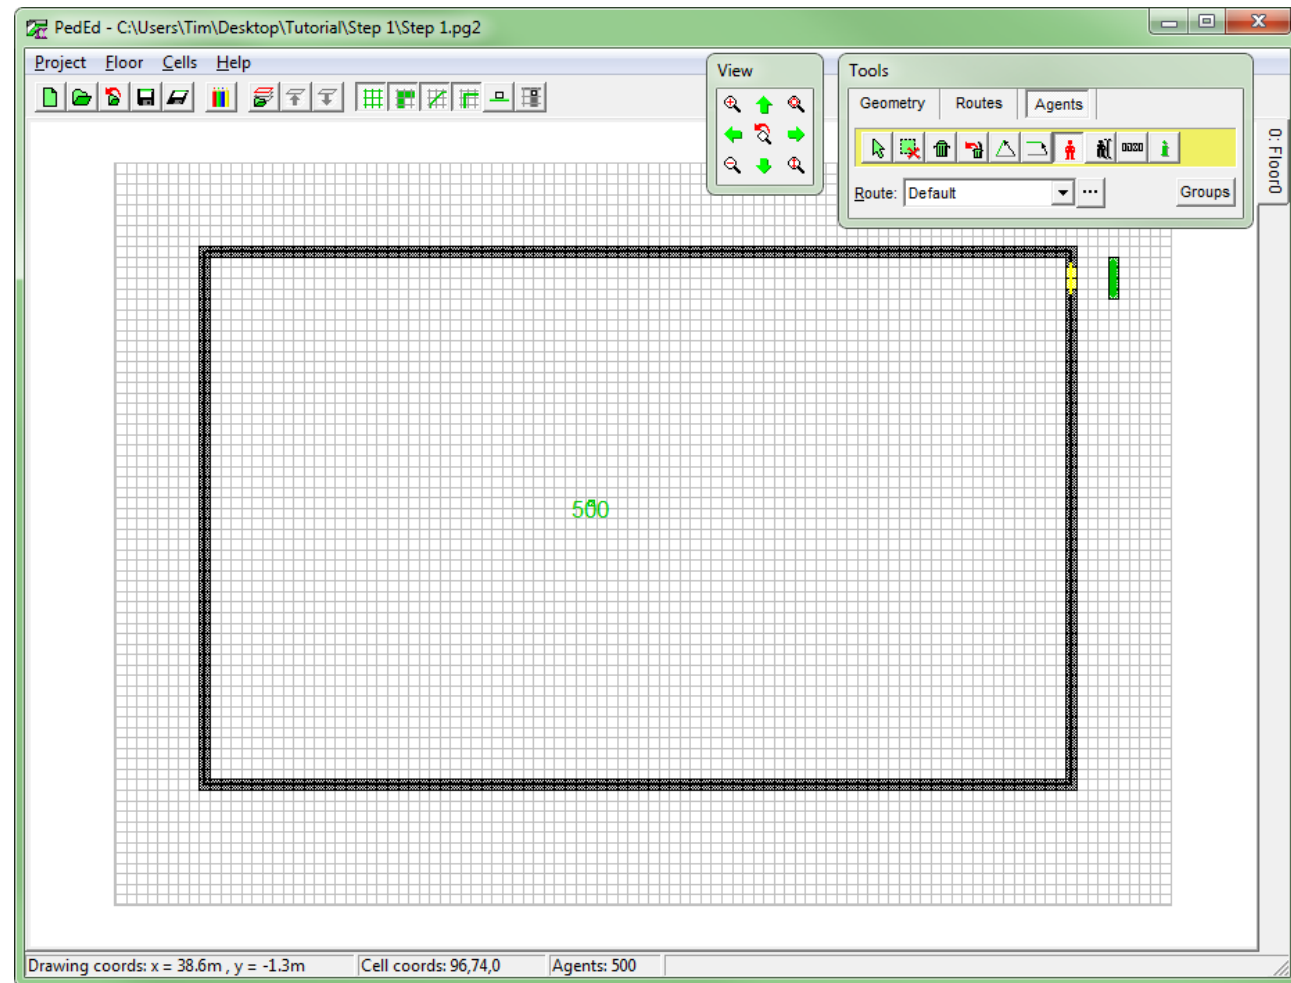 PedEd - C:\Users\Tim\Desktop\Tutorial\Step 1\Step 1.pg2
Project Floor Cells Help
View
Tools
Geometry Routes Agents
Route: Default ... Groups
0: Floor0
500
Drawing coords: x = 38.6m , y = -1.3m Cell coords: 96,74,0 Agents: 500